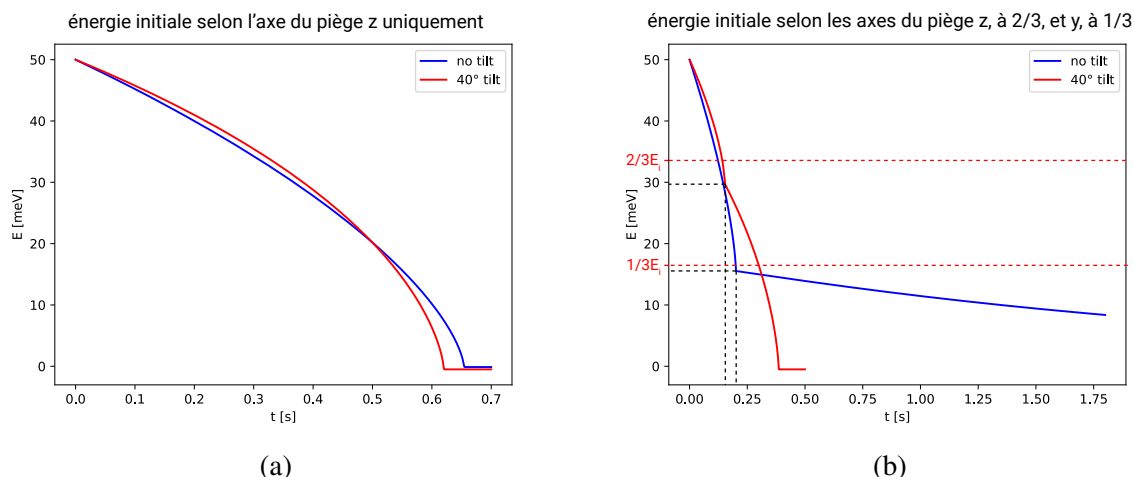 énergie initiale selon l'axe du piège z uniquement
50
40
30
20
10
0
E [meV]
no tilt
40° tilt
0.0 0.1 0.2 0.3 0.4 0.5 0.6 0.7
t [s]
(a)
énergie initiale selon les axes du piège z, à 2/3, et y, à 1/3
50
40
2/3Ei
30
20
1/3Ei
10
0
E [meV]
no tilt
40° tilt
0.00 0.25 0.50 0.75 1.00 1.25 1.50 1.75
t [s]
(b)